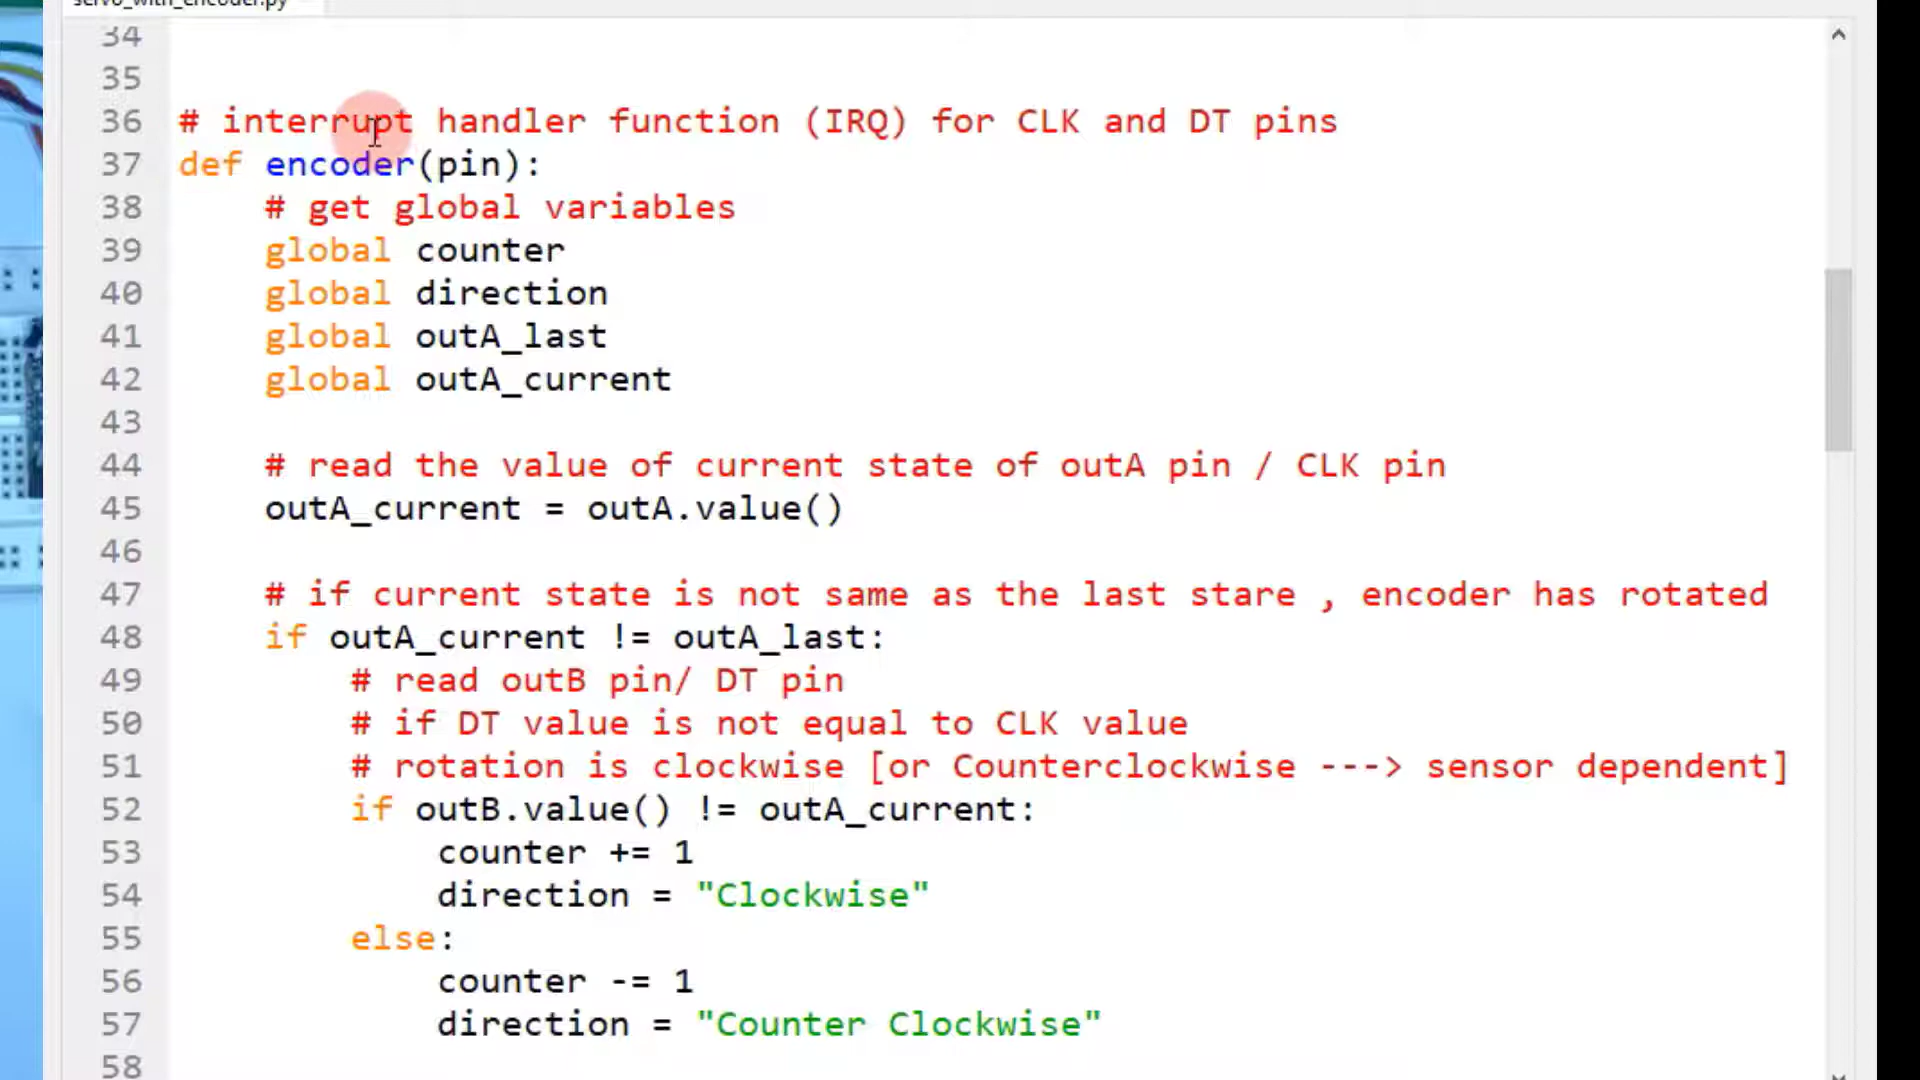 servo_with_encoder.py
34
35
36 # interrupt handler function (IRQ) for CLK and DT pins
37 def encoder(pin):
38     # get global variables
39     global counter
40     global direction
41     global outA_last
42     global outA_current
43
44     # read the value of current state of outA pin / CLK pin
45     outA_current = outA.value()
46
47     # if current state is not same as the last stare , encoder has rotated
48     if outA_current != outA_last:
49         # read outB pin/ DT pin
50         # if DT value is not equal to CLK value
51         # rotation is clockwise [or Counterclockwise ---> sensor dependent]
52         if outB.value() != outA_current:
53             counter += 1
54             direction = "Clockwise"
55         else:
56             counter -= 1
57             direction = "Counter Clockwise"
58